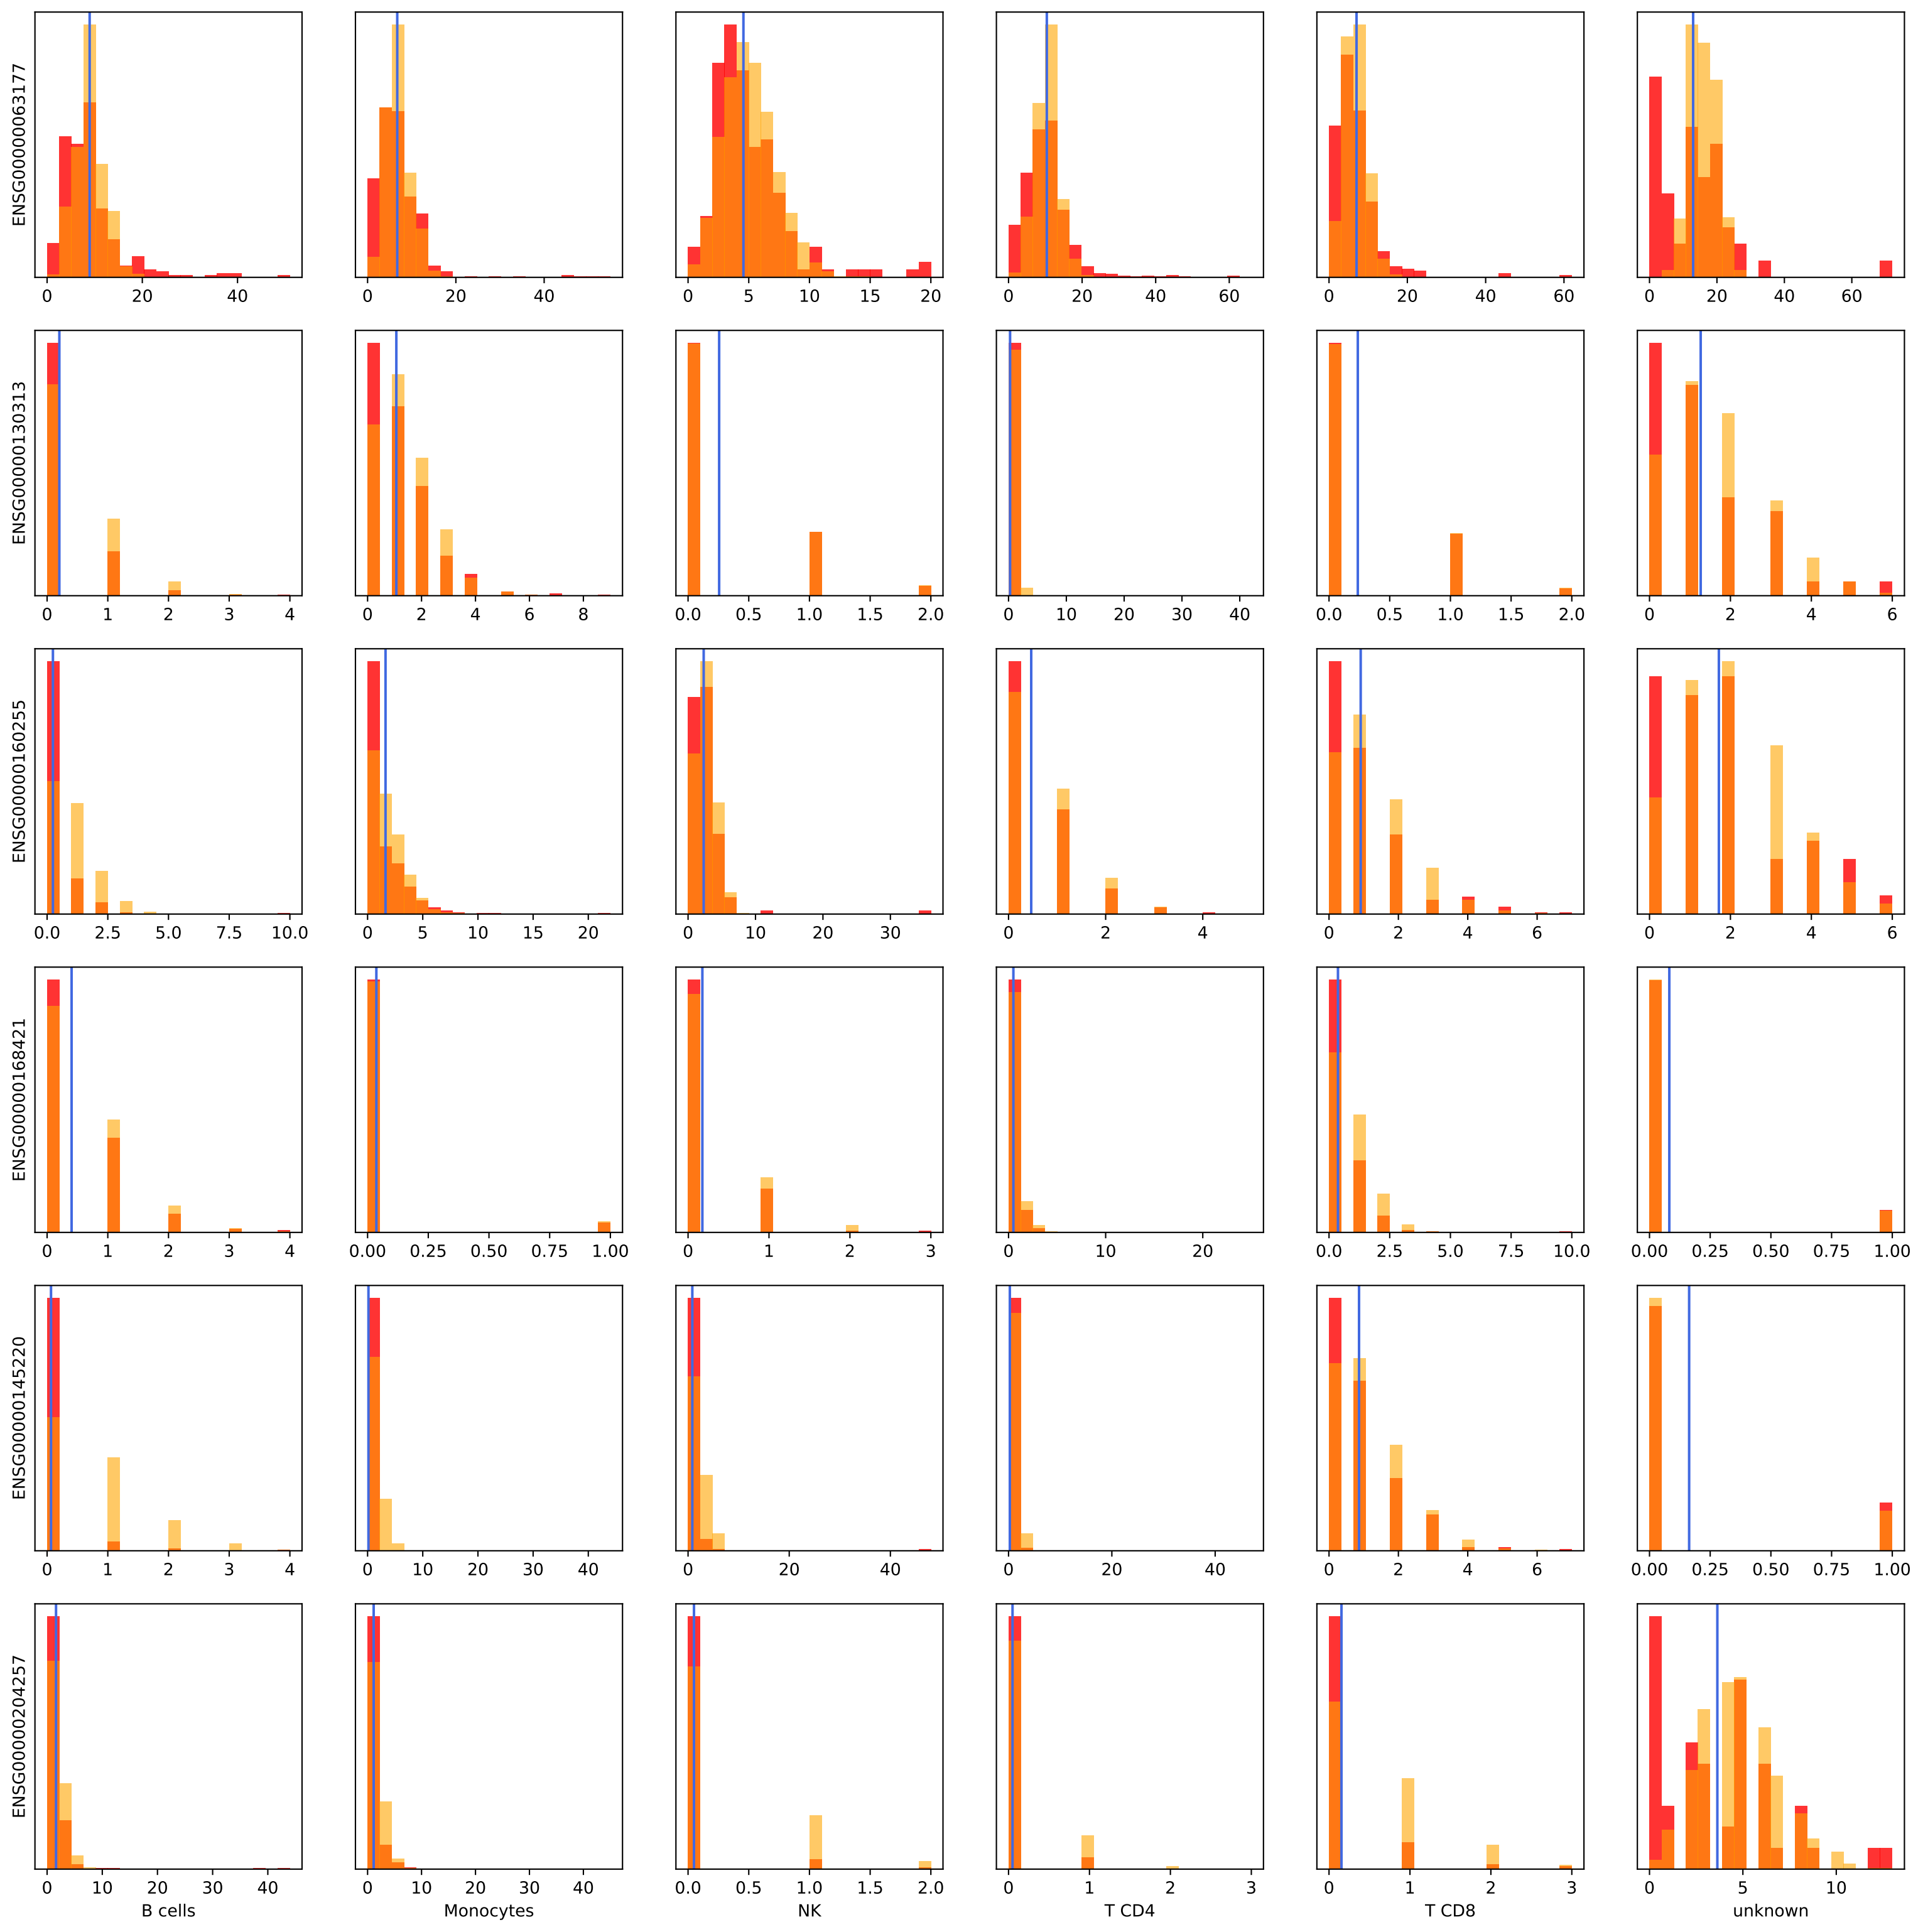 ENSG00000063177
0 20 40
0 20 40
0 5 10 15 20
0 20 40 60
0 20 40 60
0 20 40 60
ENSG00000130313
0 1 2 3 4
0 2 4 6 8
0.0 0.5 1.0 1.5 2.0
0 10 20 30 40
0.0 0.5 1.0 1.5 2.0
0 2 4 6
ENSG00000160255
0.0 2.5 5.0 7.5 10.0
0 5 10 15 20
0 10 20 30
0 2 4
0 2 4 6
0 2 4 6
ENSG00000168421
0 1 2 3 4
0.00 0.25 0.50 0.75 1.00
0 1 2 3
0 10 20
0.0 2.5 5.0 7.5 10.0
0.00 0.25 0.50 0.75 1.00
ENSG00000145220
0 1 2 3 4
0 10 20 30 40
0 20 40
0 20 40
0 2 4 6
0.00 0.25 0.50 0.75 1.00
ENSG00000204257
0 10 20 30 40
0 10 20 30 40
0.0 0.5 1.0 1.5 2.0
0 1 2 3
0 1 2 3
0 5 10
B cells
Monocytes
NK
T CD4
T CD8
unknown